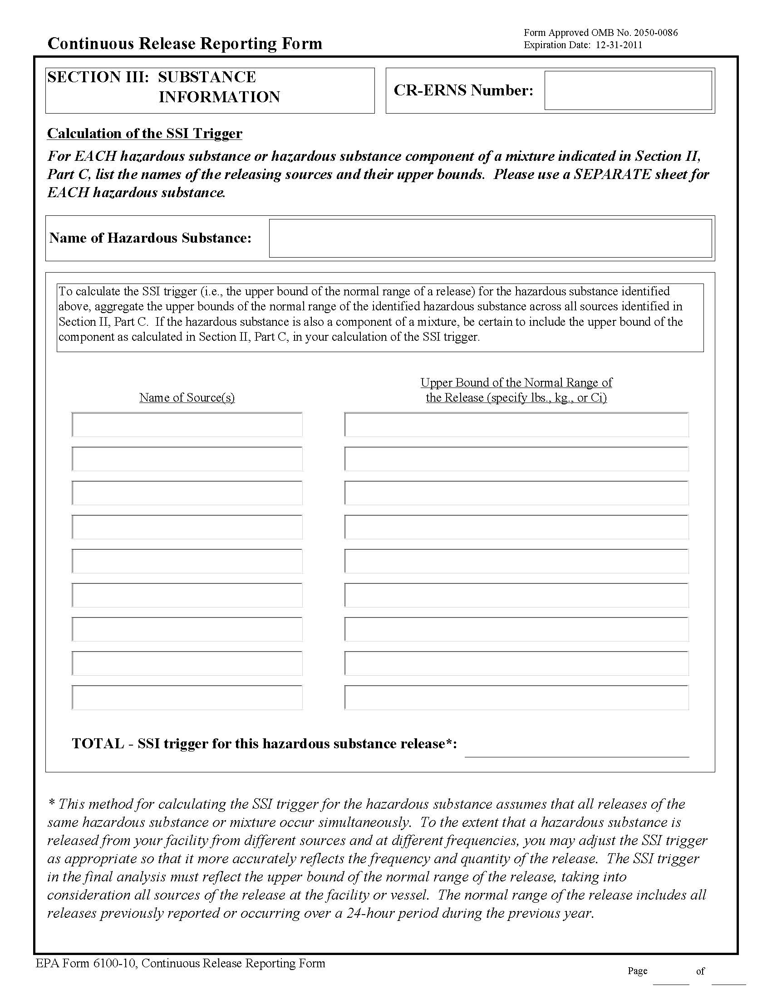 Form Approved OMB No. 2050-0086
Continuous Release Reporting Form
Expiration Date:  12-31-2011
SECTION III:  SUBSTANCE
INFORMATION
CR-ERNS Number:
Calculation of the SSI Trigger
For EACH hazardous substance or hazardous substance component of a mixture indicated in Section II,
Part C, list the names of the releasing sources and their upper bounds.  Please use a SEPARATE sheet for
EACH hazardous substance.
Name of Hazardous Substance:
To calculate the SSI trigger (i.e., the upper bound of the normal range of a release) for the hazardous substance identified
above, aggregate the upper bounds of the normal range of the identified hazardous substance across all sources identified in
Section II, Part C.  If the hazardous substance is also a component of a mixture, be certain to include the upper bound of the
component as calculated in Section II, Part C, in your calculation of the SSI trigger.
Upper Bound of the Normal Range of
Name of Source(s)
the Release (specify lbs., kg., or Ci)
TOTAL - SSI trigger for this hazardous substance release*:
* This method for calculating the SSI trigger for the hazardous substance assumes that all releases of the
same hazardous substance or mixture occur simultaneously.  To the extent that a hazardous substance is
released from your facility from different sources and at different frequencies, you may adjust the SSI trigger
as appropriate so that it more accurately reflects the frequency and quantity of the release.  The SSI trigger
in the final analysis must reflect the upper bound of the normal range of the release, taking into
consideration all sources of the release at the facility or vessel.  The normal range of the release includes all
releases previously reported or occurring over a 24-hour period during the previous year.
EPA Form 6100-10, Continuous Release Reporting Form
Page of